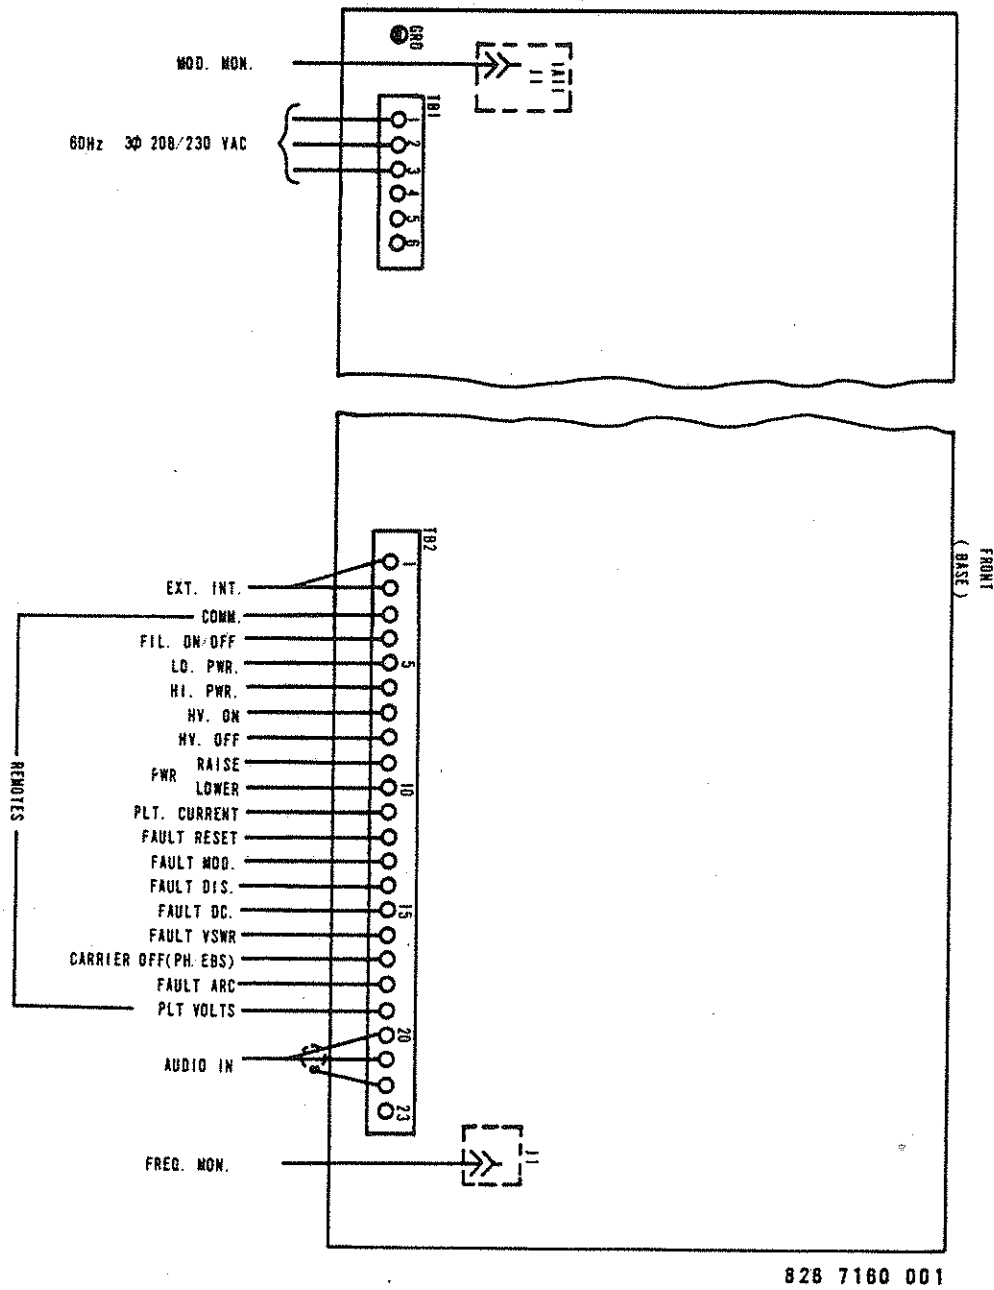 GRD
MOD. MON.
1A11
J1
TB1
1
60Hz 3φ 208/230 VAC
2
3
4
5
6
FRONT
( BASE )
TB2
1
EXT. INT.
COMM.
FIL. ON/OFF
LO. PWR.
5
HI. PWR.
HV. ON
HV. OFF
RAISE
PWR
LOWER
10
REMOTES
PLT. CURRENT
FAULT RESET
FAULT MOD.
FAULT DIS.
FAULT DC.
15
FAULT VSWR
CARRIER OFF(PH. EBS)
FAULT ARC
PLT VOLTS
20
AUDIO IN
23
J1
FREQ. MON.
828 7160 001